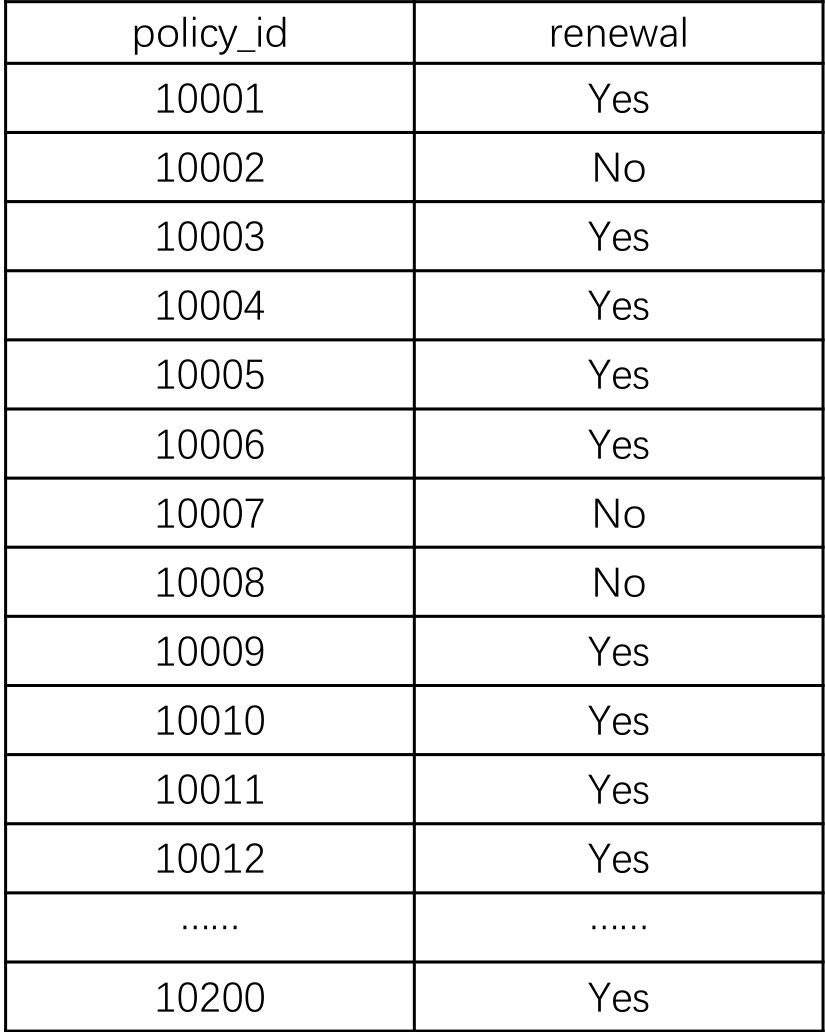 policy_id renewal
10001 Yes
10002 No
10003 Yes
10004 Yes
10005 Yes
10006 Yes
10007 No
10008 No
10009 Yes
10010 Yes
10011 Yes
10012 Yes
…… ……
10200 Yes